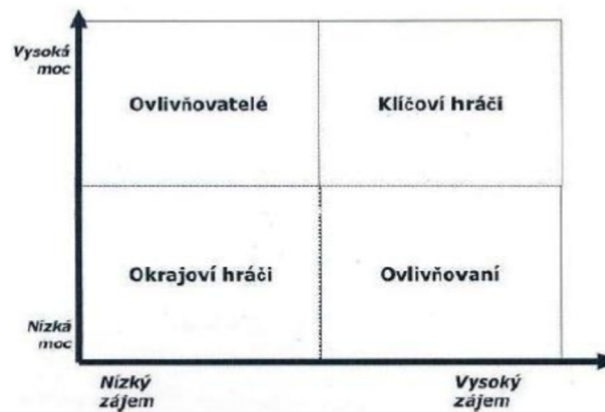 Vysoká
moc
Ovlivňovatelé
Klíčoví hráči
Okrajoví hráči
Ovlivňovaní
Nízká
moc
Nízký
zájem
Vysoký
zájem